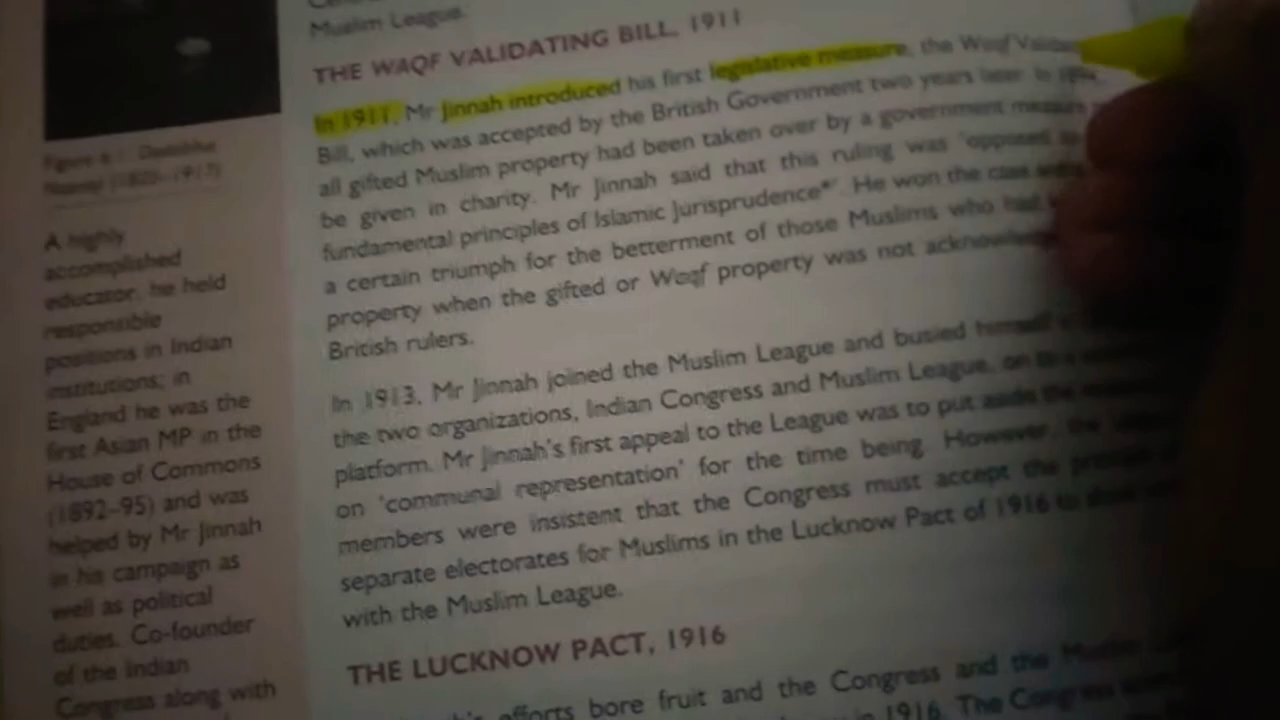 Muslim League.
THE WAQF VALIDATING BILL, 1911
In 1911, Mr Jinnah introduced his first legislative measure, the Waqf
Bill, which was accepted by the British Government two years later. In
all gifted Muslim property had been taken over by a government measure
be given in charity. Mr Jinnah said that this ruling was 'opposed to
fundamental principles of Islamic Jurisprudence*'. He won the case
a certain triumph for the betterment of those Muslims who had
property when the gifted or Waqf property was not
British rulers.
In 1913, Mr Jinnah joined the Muslim League and busied himself
the two organizations, Indian Congress and Muslim League, on
platform. Mr Jinnah's first appeal to the League was to put aside the
on 'communal representation' for the time being. However, the
members were insistent that the Congress must accept the
separate electorates for Muslims in the Lucknow Pact of 1916 to
with the Muslim League.
THE LUCKNOW PACT, 1916
efforts bore fruit and the Congress and the Muslim
in 1916. The Congress
A highly
accomplished
educator, he held
responsible
positions in Indian
institutions; in
England he was the
first Asian MP in the
House of Commons
(1892–95) and was
helped by Mr Jinnah
in his campaign as
well as political
duties. Co-founder
of the Indian
Congress along with